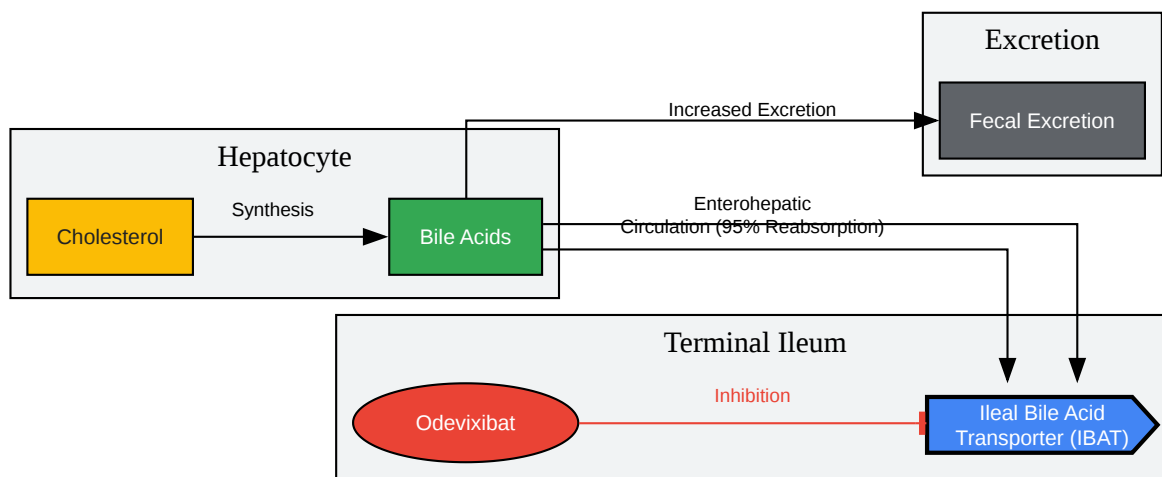 Excretion
Increased Excretion
Fecal Excretion
Hepatocyte
Cholesterol
Synthesis
Bile Acids
Enterohepatic
Circulation (95% Reabsorption)
Terminal Ileum
Odevixibat
Inhibition
Ileal Bile Acid
Transporter (IBAT)